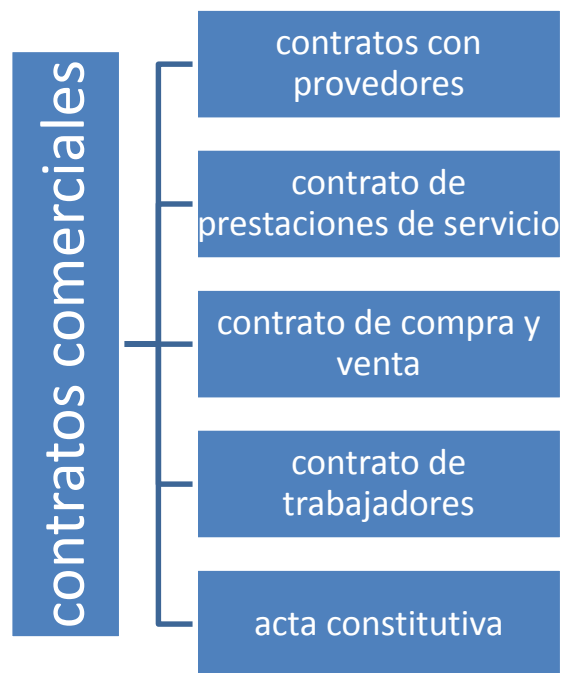 contratos comerciales
contratos con
provedores
contrato de
prestaciones de servicio
contrato de compra y
venta
contrato de
trabajadores
acta constitutiva